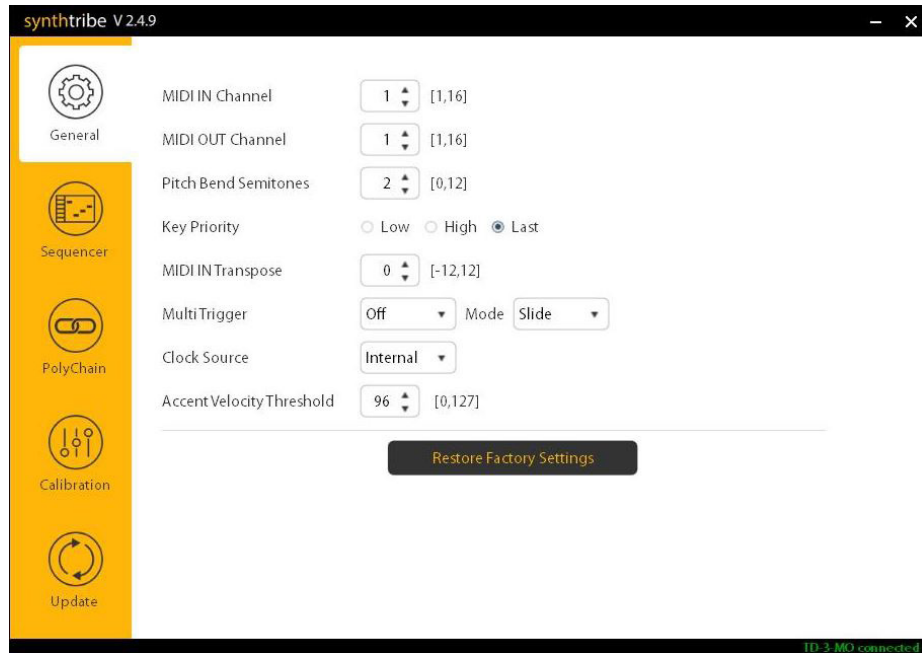 synthtribe V 2.4.9
General
Sequencer
PolyChain
Calibration
Update
MIDI IN Channel 1 [1,16]
MIDI OUT Channel 1 [1,16]
Pitch Bend Semitones 2 [0,12]
Key Priority Low High Last
MIDI IN Transpose 0 [-12,12]
Multi Trigger Off Mode Slide
Clock Source Internal
Accent Velocity Threshold 96 [0,127]
Restore Factory Settings
TD-3-MO connected